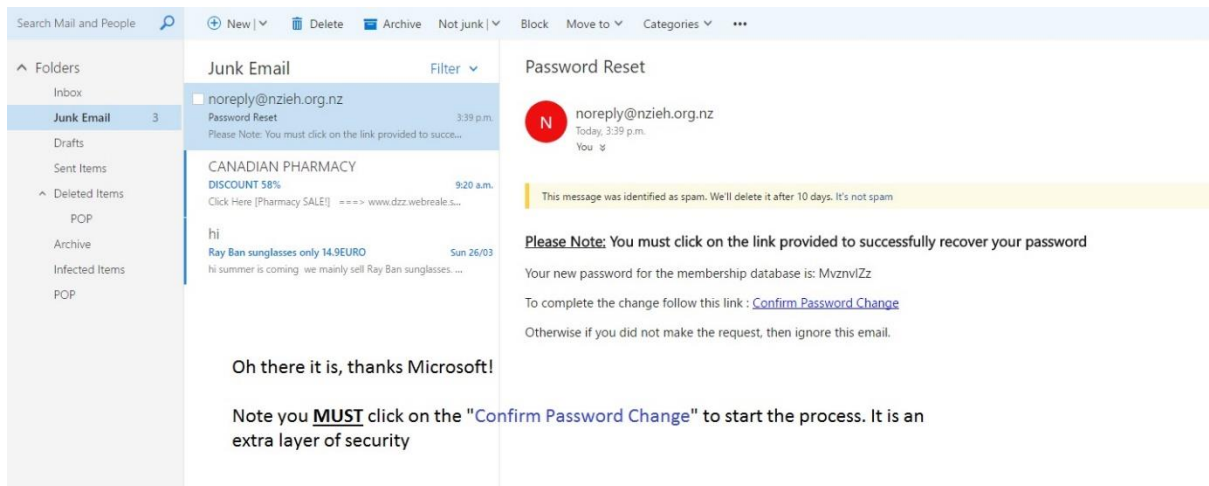 Search Mail and People
New
Delete
Archive
Not junk
Block
Move to
Categories
•••
Folders
Inbox
Junk Email 3
Drafts
Sent Items
Deleted Items
POP
Archive
Infected Items
POP
Junk Email
Filter
noreply@nzieh.org.nz
Password Reset 3:39 p.m.
Please Note: You must click on the link provided to succe...
CANADIAN PHARMACY
DISCOUNT 58% 9:20 a.m.
Click Here [Pharmacy SALE!] ===> www.dzz.webreale.s...
hi
Ray Ban sunglasses only 14.9EURO Sun 26/03
hi summer is coming we mainly sell Ray Ban sunglasses. ...
Password Reset
N
noreply@nzieh.org.nz
Today, 3:39 p.m.
You
This message was identified as spam. We'll delete it after 10 days. It's not spam
Please Note: You must click on the link provided to successfully recover your password
Your new password for the membership database is: MvznvIZz
To complete the change follow this link : Confirm Password Change
Otherwise if you did not make the request, then ignore this email.
Oh there it is, thanks Microsoft!
Note you MUST click on the "Confirm Password Change" to start the process. It is an
extra layer of security